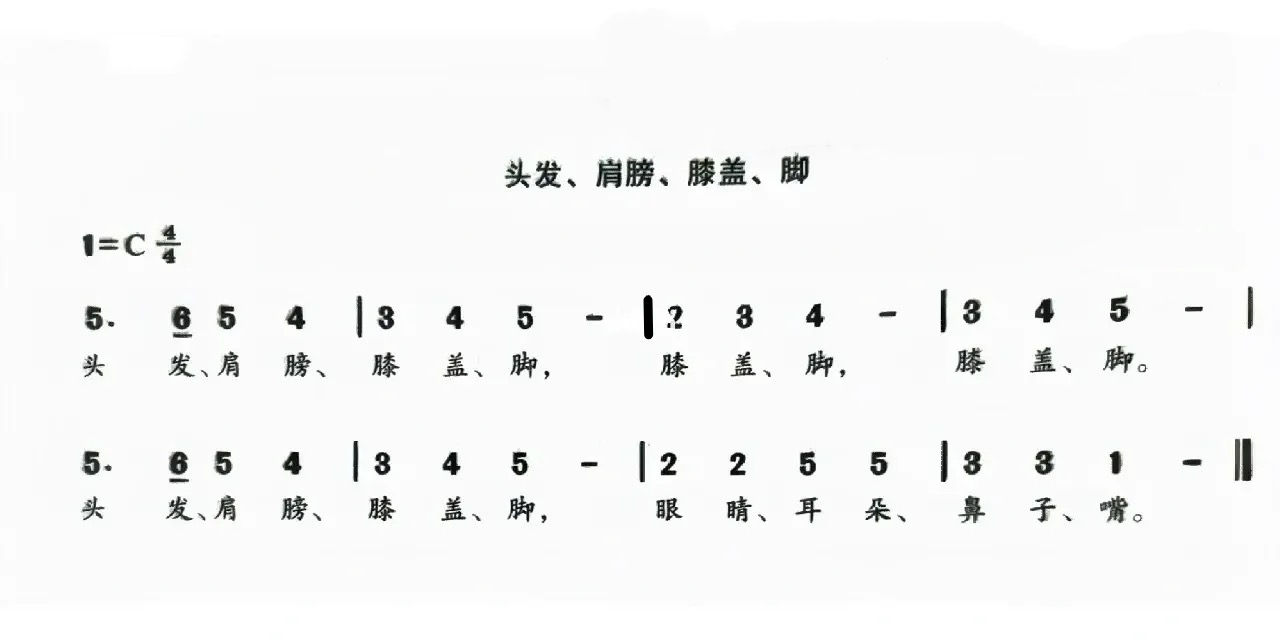 头发、肩膀、膝盖、脚
1=C 4/4
5. 6 5 4 | 3 4 5 - | 2 3 4 - | 3 4 5 - |
头 发、肩 膀、膝 盖、脚, 膝 盖、脚, 膝 盖、脚。
5. 6 5 4 | 3 4 5 - | 2 2 5 5 | 3 3 1 - ‖
头 发、肩 膀、膝 盖、脚, 眼 睛、耳 朵、鼻 子、嘴。